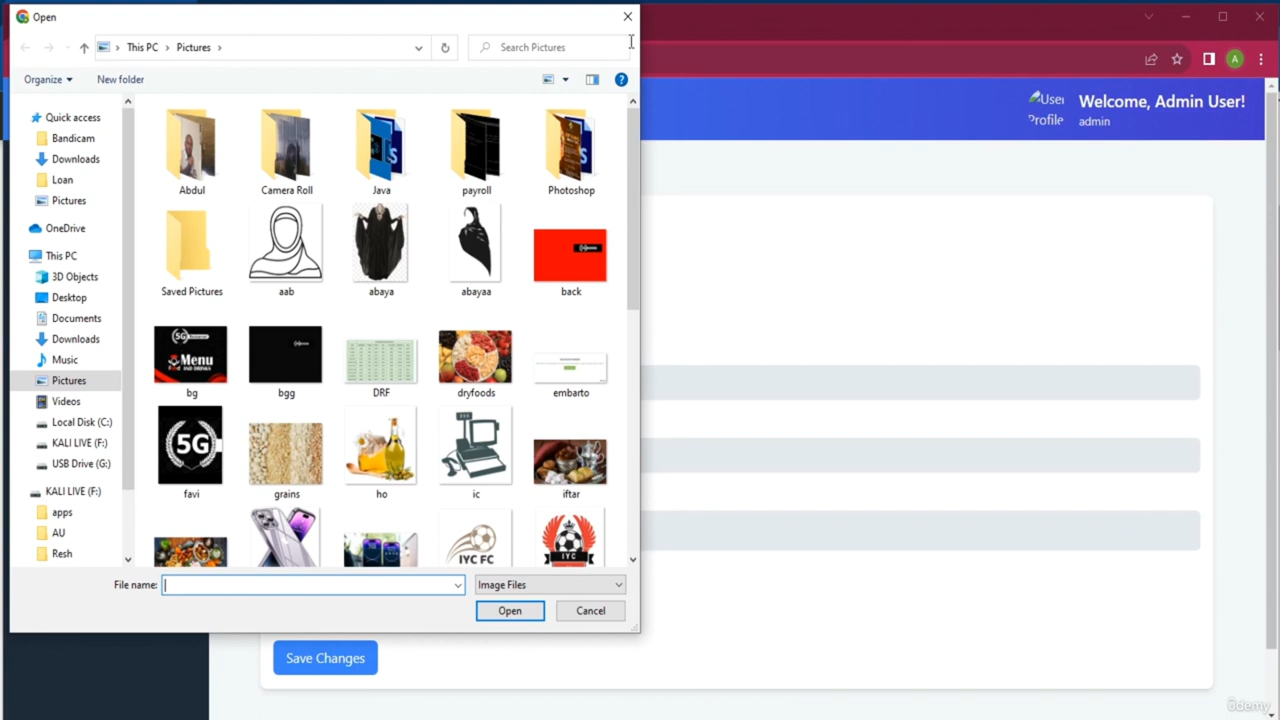 Open
This PC > Pictures >
Search Pictures
Organize
New folder
Quick access
Bandicam
Downloads
Loan
Pictures
OneDrive
This PC
3D Objects
Desktop
Documents
Downloads
Music
Pictures
Videos
Local Disk (C:)
KALI LIVE (F:)
USB Drive (G:)
KALI LIVE (F:)
apps
AU
Resh
Abdul
Camera Roll
Java
payroll
Photoshop
Saved Pictures
aab
abaya
abayaa
back
5G
Menu
bg
bgg
DRF
dryfoods
embarto
5G
favi
grains
ho
ic
iftar
IYC FC
IYC
File name:
Image Files
Open
Cancel
A
User
Profile
Welcome, Admin User!
admin
Save Changes
ûdemy